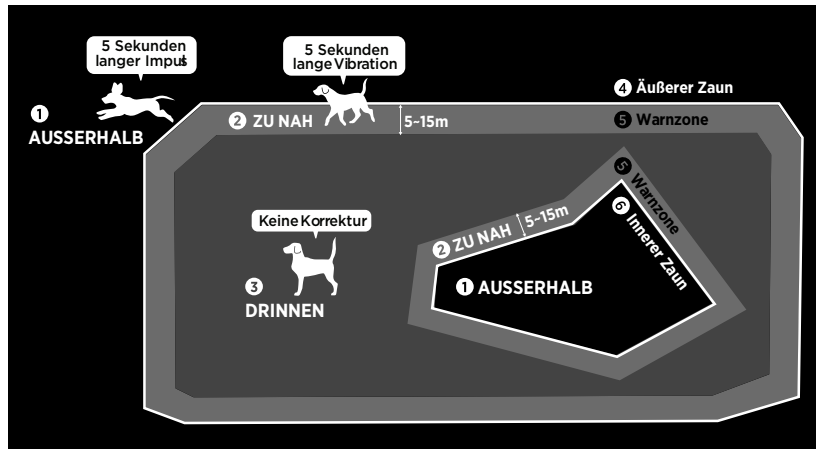 5 Sekunden
langer Impuls
5 Sekunden
lange Vibration
4 Äußerer Zaun
1
AUSSERHALB
2 ZU NAH
5~15m
5 Warnzone
5 Warnzone
6 Innerer Zaun
5~15m
2 ZU NAH
Keine Korrektur
3
DRINNEN
1 AUSSERHALB